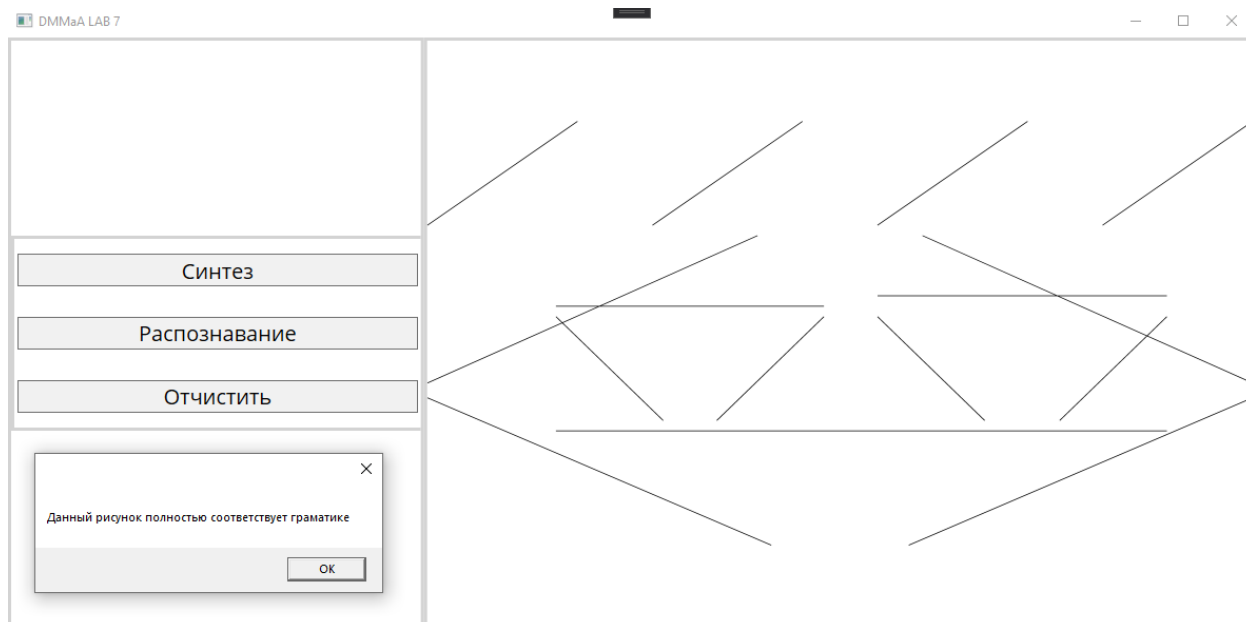 DMMaA LAB 7
Синтез
Распознавание
Отчистить
Данный рисунок полностью соответствует граматике
OK